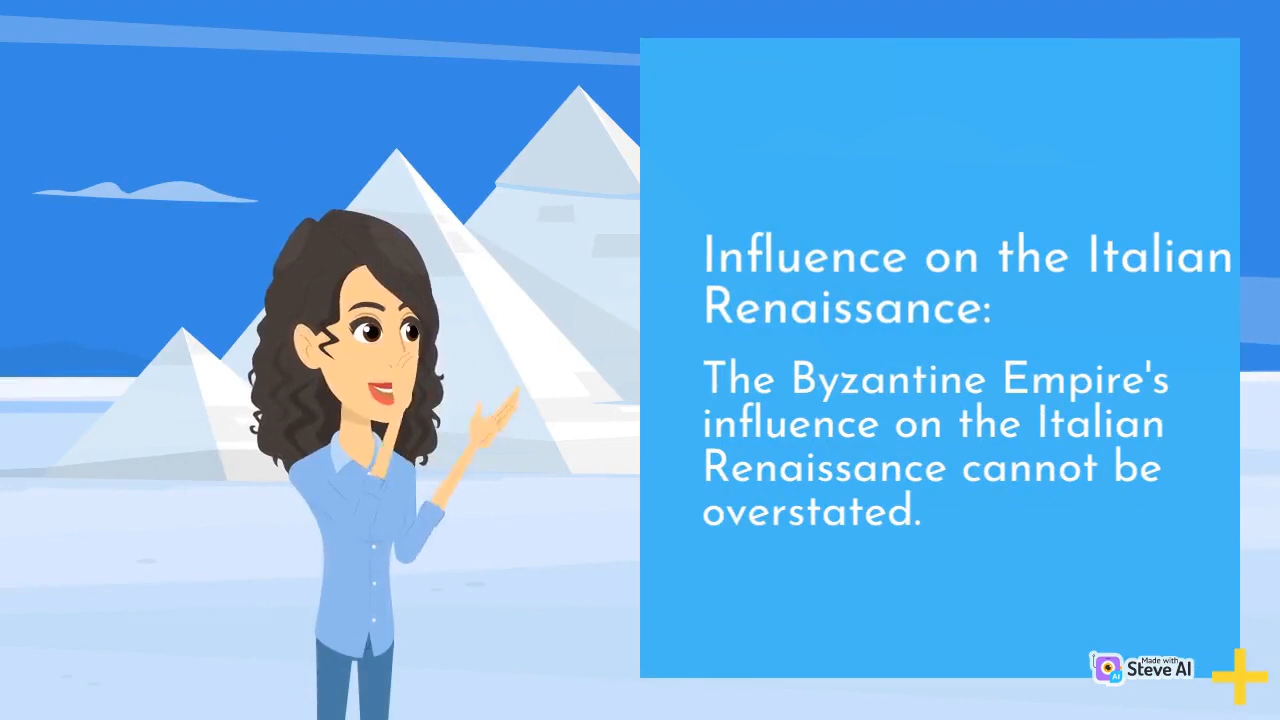 Influence on the Italian
Renaissance:
The Byzantine Empire's
influence on the Italian
Renaissance cannot be
overstated.
Made with
Steve AI
AI